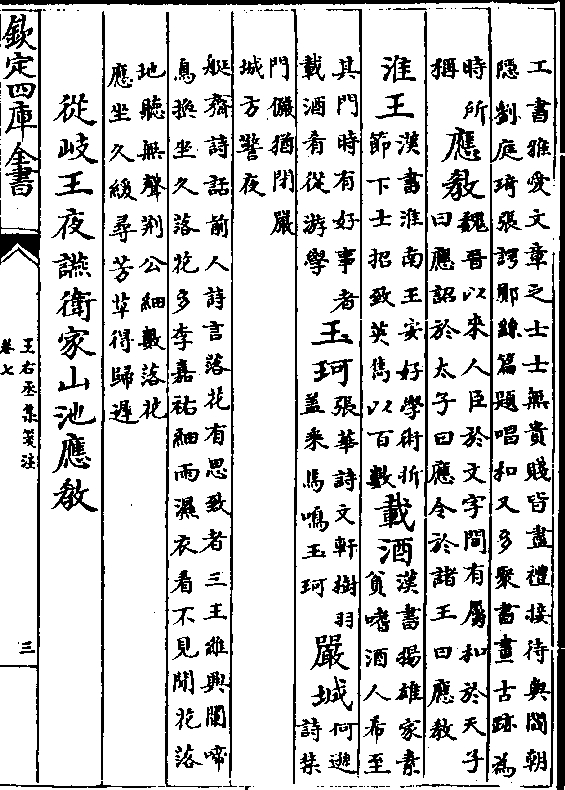 工書雅愛文章之士士無貴賤皆盡禮接待與閻朝
隱劉庭琦張諤鄭繇篇題唱和又多聚書畫古跡為
時所
稱
應教
魏晉以來人臣於文字間有屬和於天子
曰應詔於太子曰應令於諸王曰應教
淮王
漢書淮南王安好學術折
節下士招致英雋以百數
載酒
漢書揚雄家素
貧嗜酒人希至
其門時有好事者
載酒肴從游學
玉珂
張華詩文軒樹羽
蓋乘馬鳴玉珂
嚴城
何遜
詩禁
門儼猶閉嚴
城方警夜
艇齋詩話前人詩言落花有思致者三王維興闌啼
鳥換坐久落花多李嘉祐細雨濕衣看不見閒花落
地聽無聲荆公細數落花
應坐久緩尋芳草得歸遲
從岐王夜讌衛家山池應教
欽定四庫全書
王右丞集箋注
卷七
三